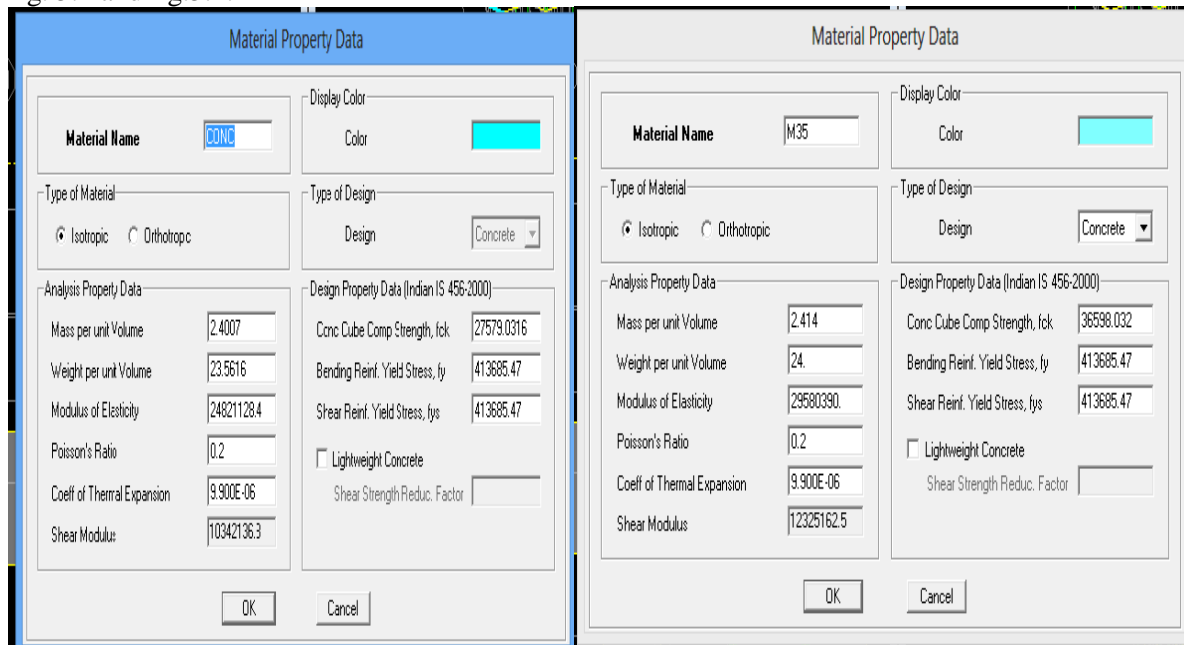 Material Property Data
Material Name CONC
Display Color
Color
Type of Material
Isotropic Orthotropc
Type of Design
Design Concrete
Analysis Property Data
Mass per unit Volume 2.4007
Weight per unit Volume 23.5616
Modulus of Elasticity 24821128.4
Poisson's Ratio 0.2
Coeff of Thermal Expansion 9.900E-06
Shear Modulus 10342136.3
Design Property Data (Indian IS 456-2000)
Conc Cube Comp Strength, fck 27579.0316
Bending Reinf. Yield Stress, fy 413685.47
Shear Reinf. Yield Stress, fys 413685.47
Lightweight Concrete
Shear Strength Reduc. Factor
OK Cancel
Material Property Data
Material Name M35
Display Color
Color
Type of Material
Isotropic Orthotropic
Type of Design
Design Concrete
Analysis Property Data
Mass per unit Volume 2.414
Weight per unit Volume 24.
Modulus of Elasticity 29580390.
Poisson's Ratio 0.2
Coeff of Thermal Expansion 9.900E-06
Shear Modulus 12325162.5
Design Property Data (Indian IS 456-2000)
Conc Cube Comp Strength, fck 36598.032
Bending Reinf. Yield Stress, fy 413685.47
Shear Reinf. Yield Stress, fys 413685.47
Lightweight Concrete
Shear Strength Reduc. Factor
OK Cancel